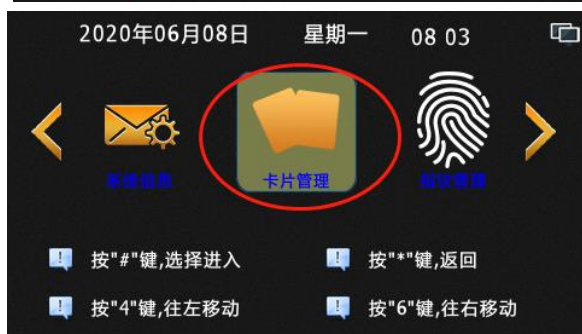 2020年06月08日 星期一 08 03
系统信息 卡片管理 指纹管理
按"#"键,选择进入 按"*"键,返回
按"4"键,往左移动 按"6"键,往右移动